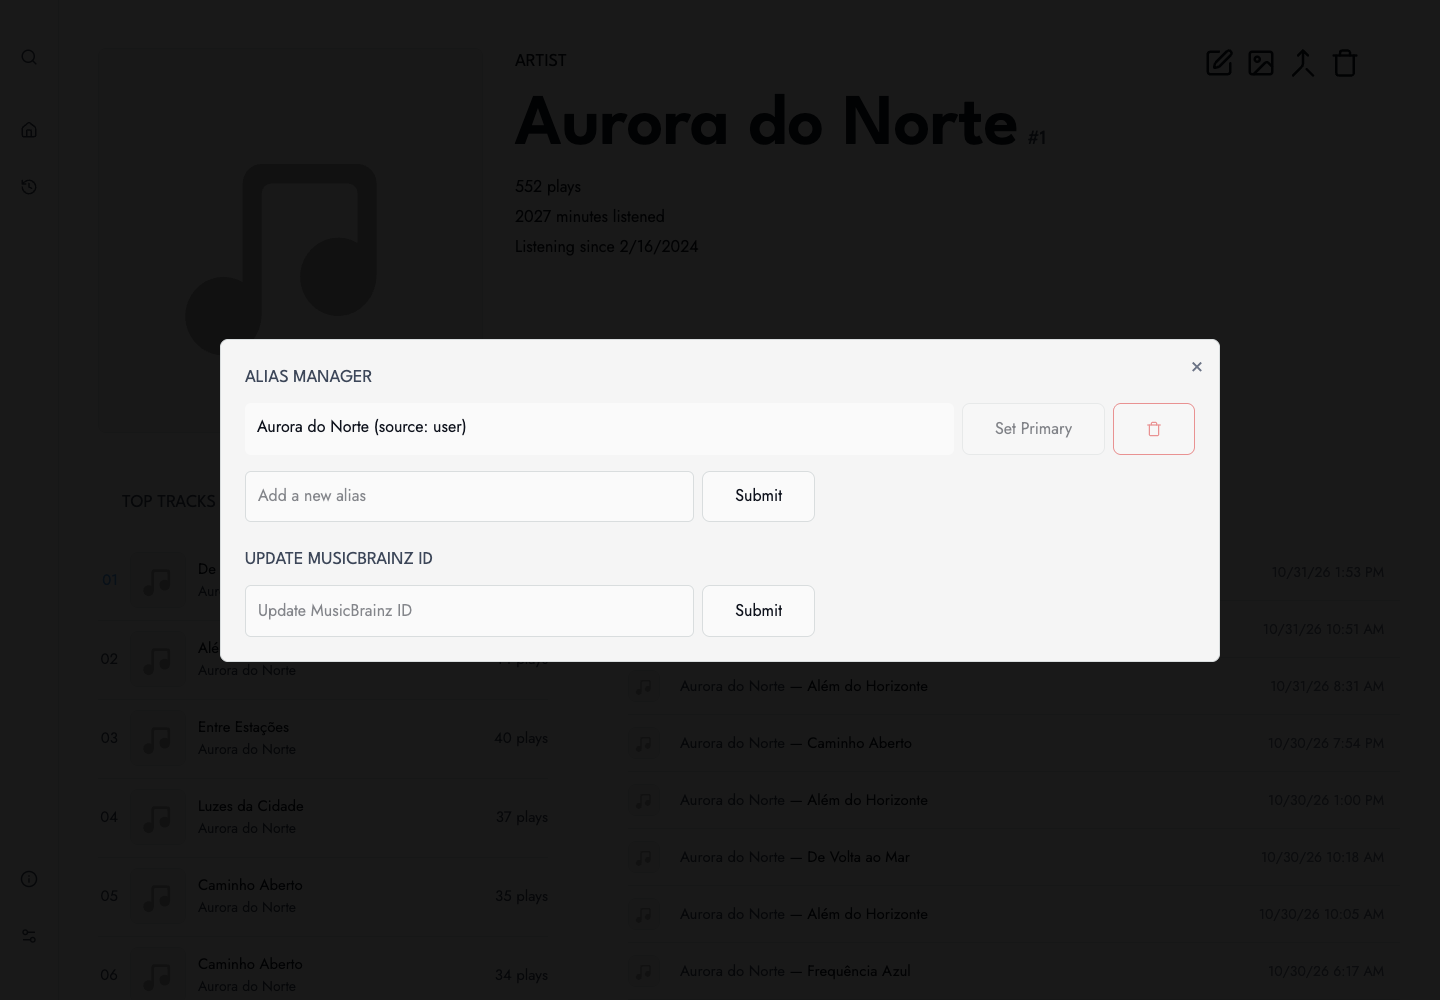 ARTIST
Aurora do Norte #1
552 plays
2027 minutes listened
Listening since 2/16/2024
ALIAS MANAGER
×
Aurora do Norte (source: user)
Set Primary
Add a new alias
Submit
UPDATE MUSICBRAINZ ID
Update MusicBrainz ID
Submit
TOP TRACKS
01
De
Aur
02
Alé
Aurora do Norte
plays
03
Entre Estações
Aurora do Norte
40 plays
04
Luzes da Cidade
Aurora do Norte
37 plays
05
Caminho Aberto
Aurora do Norte
35 plays
06
Caminho Aberto
Aurora do Norte
34 plays
10/31/26 1:53 PM
10/31/26 10:51 AM
Aurora do Norte — Além do Horizonte 10/31/26 8:31 AM
Aurora do Norte — Caminho Aberto 10/30/26 7:54 PM
Aurora do Norte — Além do Horizonte 10/30/26 1:00 PM
Aurora do Norte — De Volta ao Mar 10/30/26 10:18 AM
Aurora do Norte — Além do Horizonte 10/30/26 10:05 AM
Aurora do Norte — Frequência Azul 10/30/26 6:17 AM